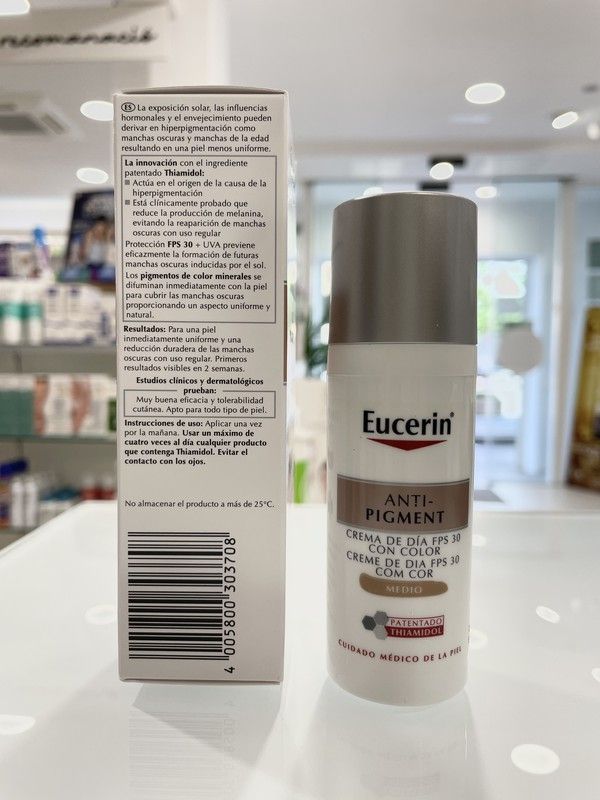 recomanació
ES La exposición solar, las influencias
hormonales y el envejecimiento pueden
derivar en hiperpigmentación como
manchas oscuras y manchas de la edad
resultando en una piel menos uniforme.
La innovación con el ingrediente
patentado Thiamidol:
Actúa en el origen de la causa de la
hiperpigmentación
Está clínicamente probado que
reduce la producción de melanina,
evitando la reaparición de manchas
oscuras con uso regular
Protección FPS 30 + UVA previene
eficazmente la formación de futuras
manchas oscuras inducidas por el sol.
Los pigmentos de color minerales se
difuminan inmediatamente con la piel
para cubrir las manchas oscuras
proporcionando un aspecto uniforme y
natural.
Resultados: Para una piel
inmediatamente uniforme y una
reducción duradera de las manchas
oscuras con uso regular. Primeros
resultados visibles en 2 semanas.
Estudios clínicos y dermatológicos
prueban:
Muy buena eficacia y tolerabilidad
cutánea. Apto para todo tipo de piel.
Instrucciones de uso: Aplicar una vez
por la mañana. Usar un máximo de
cuatro veces al día cualquier producto
que contenga Thiamidol. Evitar el
contacto con los ojos.
No almacenar el producto a más de 25°C.
4 005800 303708
Eucerin®
ANTI-
PIGMENT
CREMA DE DÍA FPS 30
CON COLOR
CREME DE DIA FPS 30
COM COR
MEDIO
PATENTADO
THIAMIDOL
CUIDADO MÉDICO DE LA PIEL